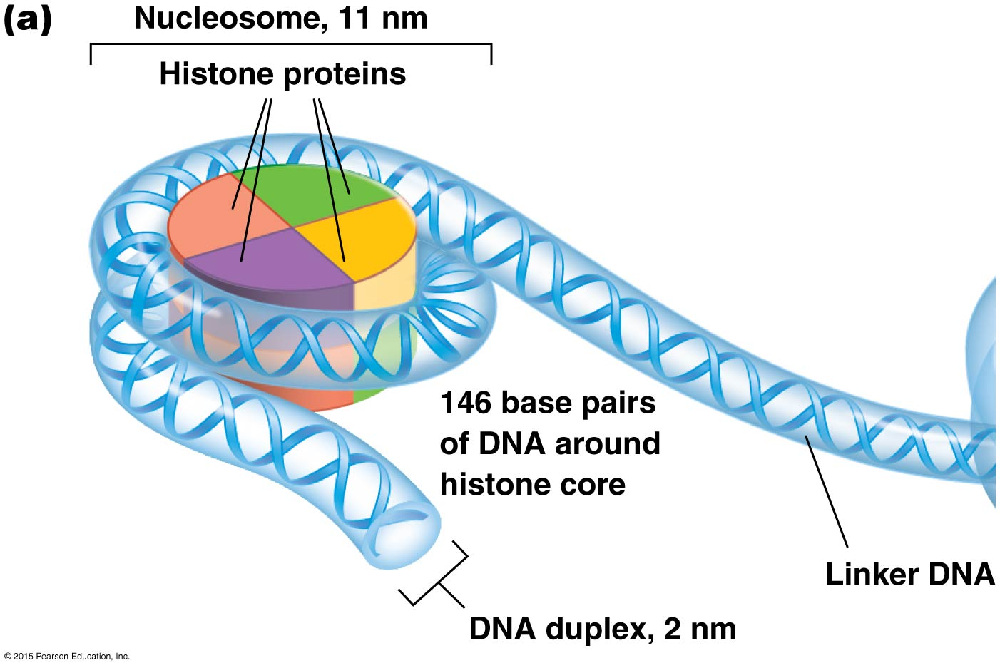 (a)
Nucleosome, 11 nm
Histone proteins
146 base pairs
of DNA around
histone core
Linker DNA
DNA duplex, 2 nm
© 2015 Pearson Education, Inc.